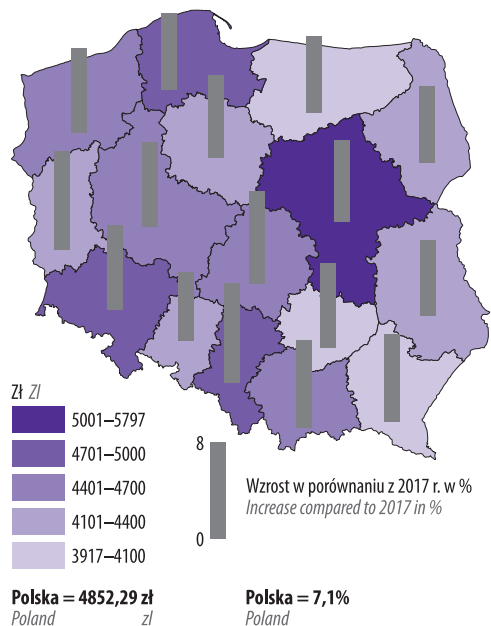 Zł Zl
5001–5797
4701–5000
4401–4700
4101–4400
3917–4100
8
0
Wzrost w porównaniu z 2017 r. w %
Increase compared to 2017 in %
Polska = 4852,29 zł
Poland zl
Polska = 7,1%
Poland